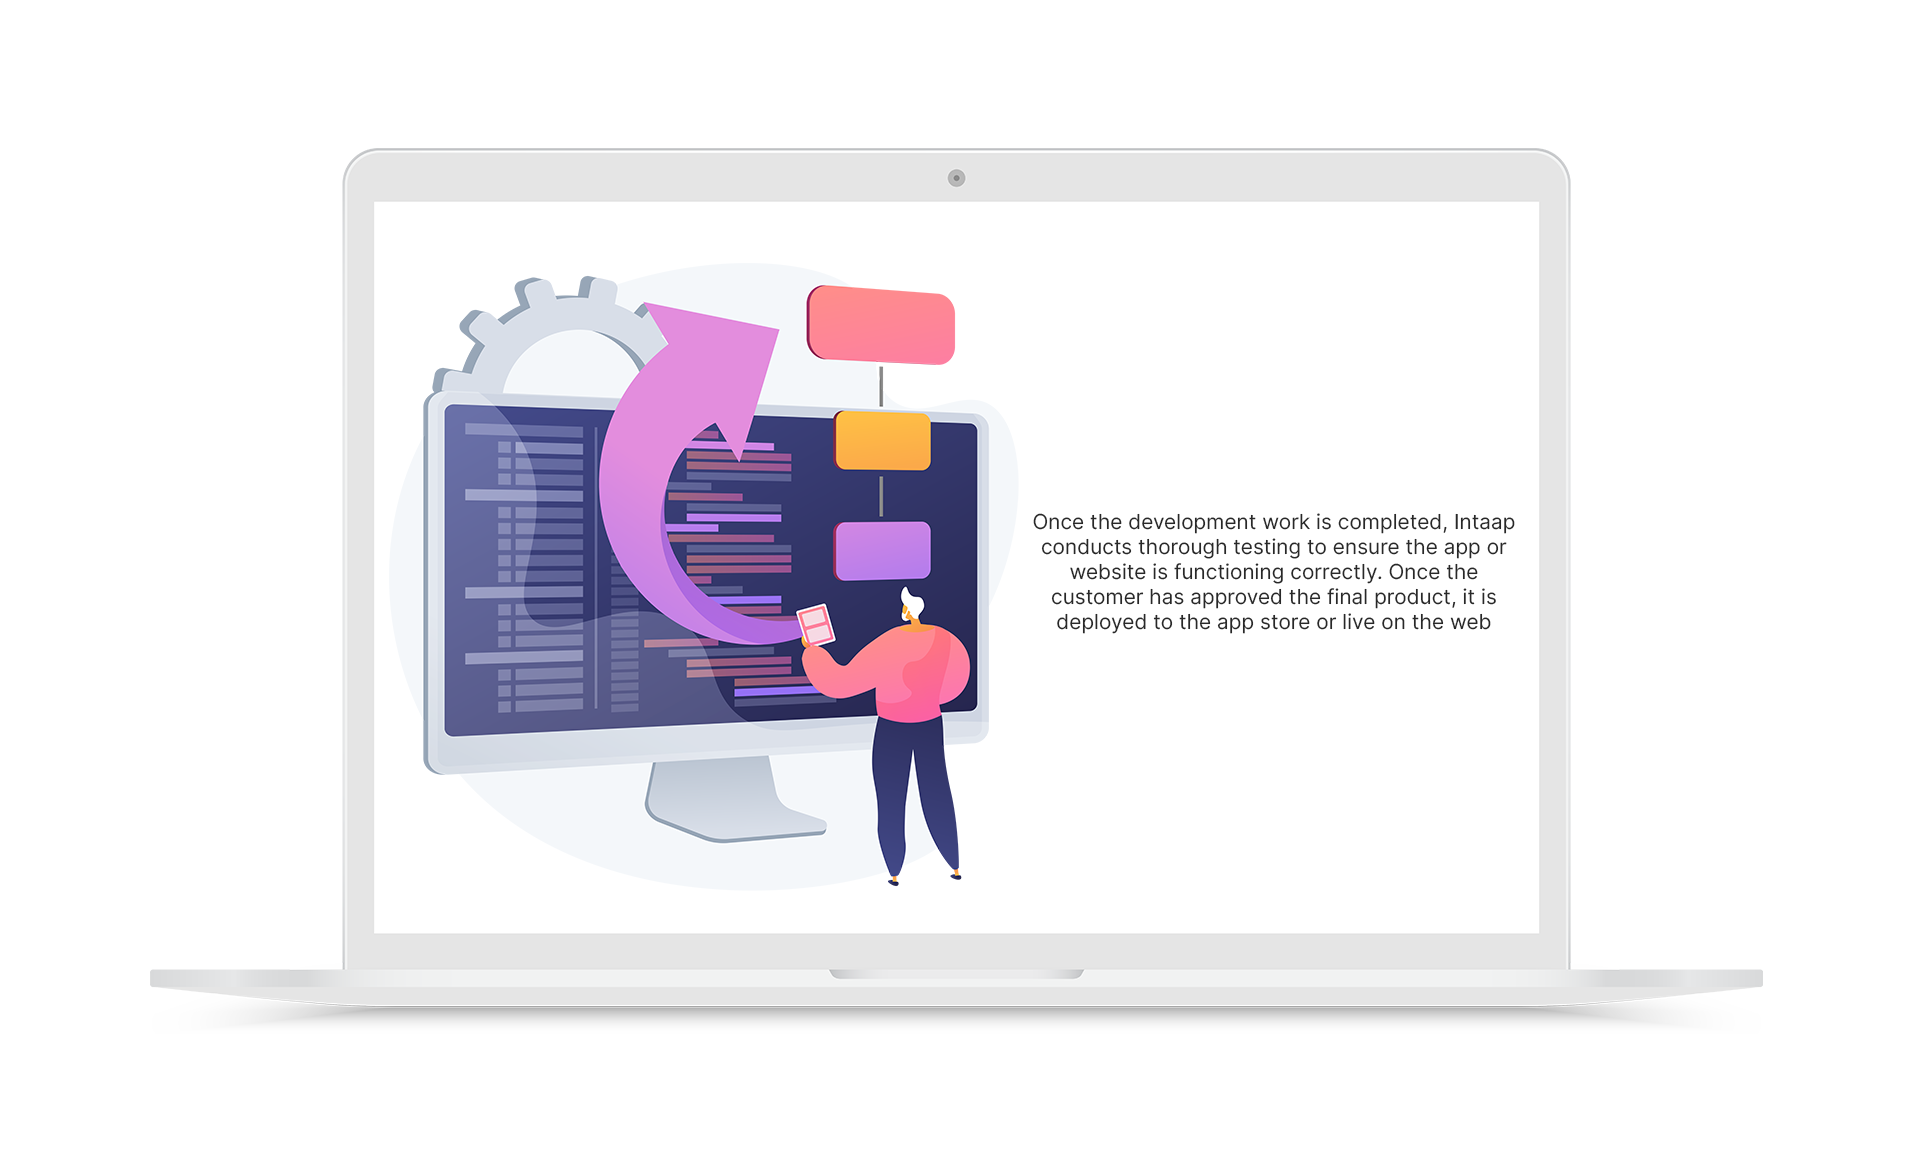 Once the development work is completed, Intaap
conducts thorough testing to ensure the app or
website is functioning correctly. Once the
customer has approved the final product, it is
deployed to the app store or live on the web